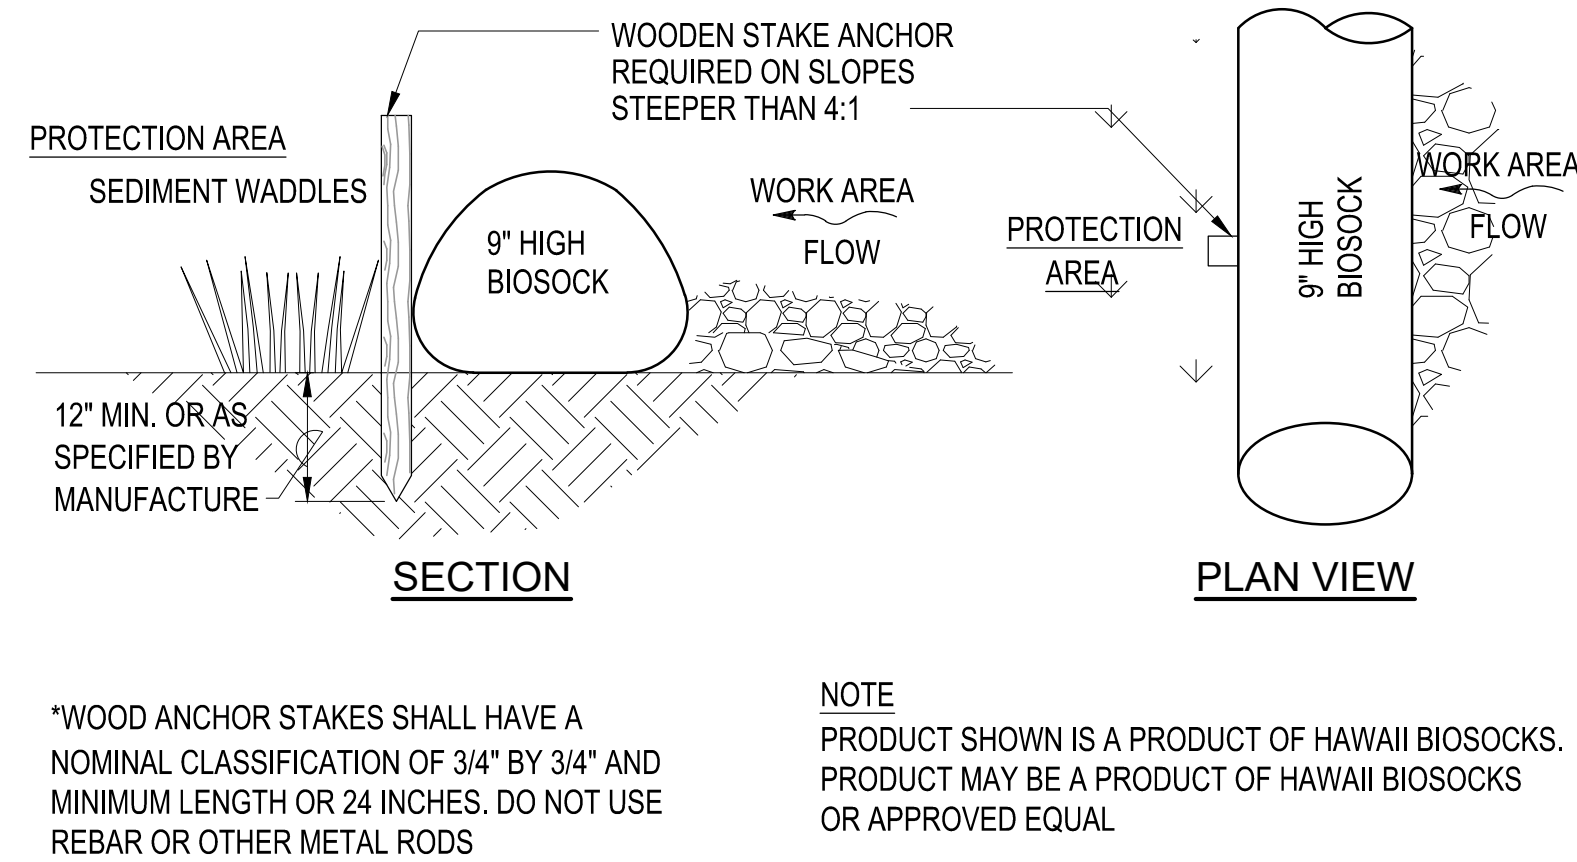 WOODEN STAKE ANCHOR
REQUIRED ON SLOPES
STEEPER THAN 4:1
PROTECTION AREA
SEDIMENT WADDLES
9" HIGH
BIOSOCK
WORK AREA
FLOW
12" MIN. OR AS
SPECIFIED BY
MANUFACTURE
SECTION
PROTECTION
AREA
9" HIGH
BIOSOCK
WORK AREA
FLOW
PLAN VIEW
*WOOD ANCHOR STAKES SHALL HAVE A
NOMINAL CLASSIFICATION OF 3/4" BY 3/4" AND
MINIMUM LENGTH OR 24 INCHES. DO NOT USE
REBAR OR OTHER METAL RODS
NOTE
PRODUCT SHOWN IS A PRODUCT OF HAWAII BIOSOCKS.
PRODUCT MAY BE A PRODUCT OF HAWAII BIOSOCKS
OR APPROVED EQUAL